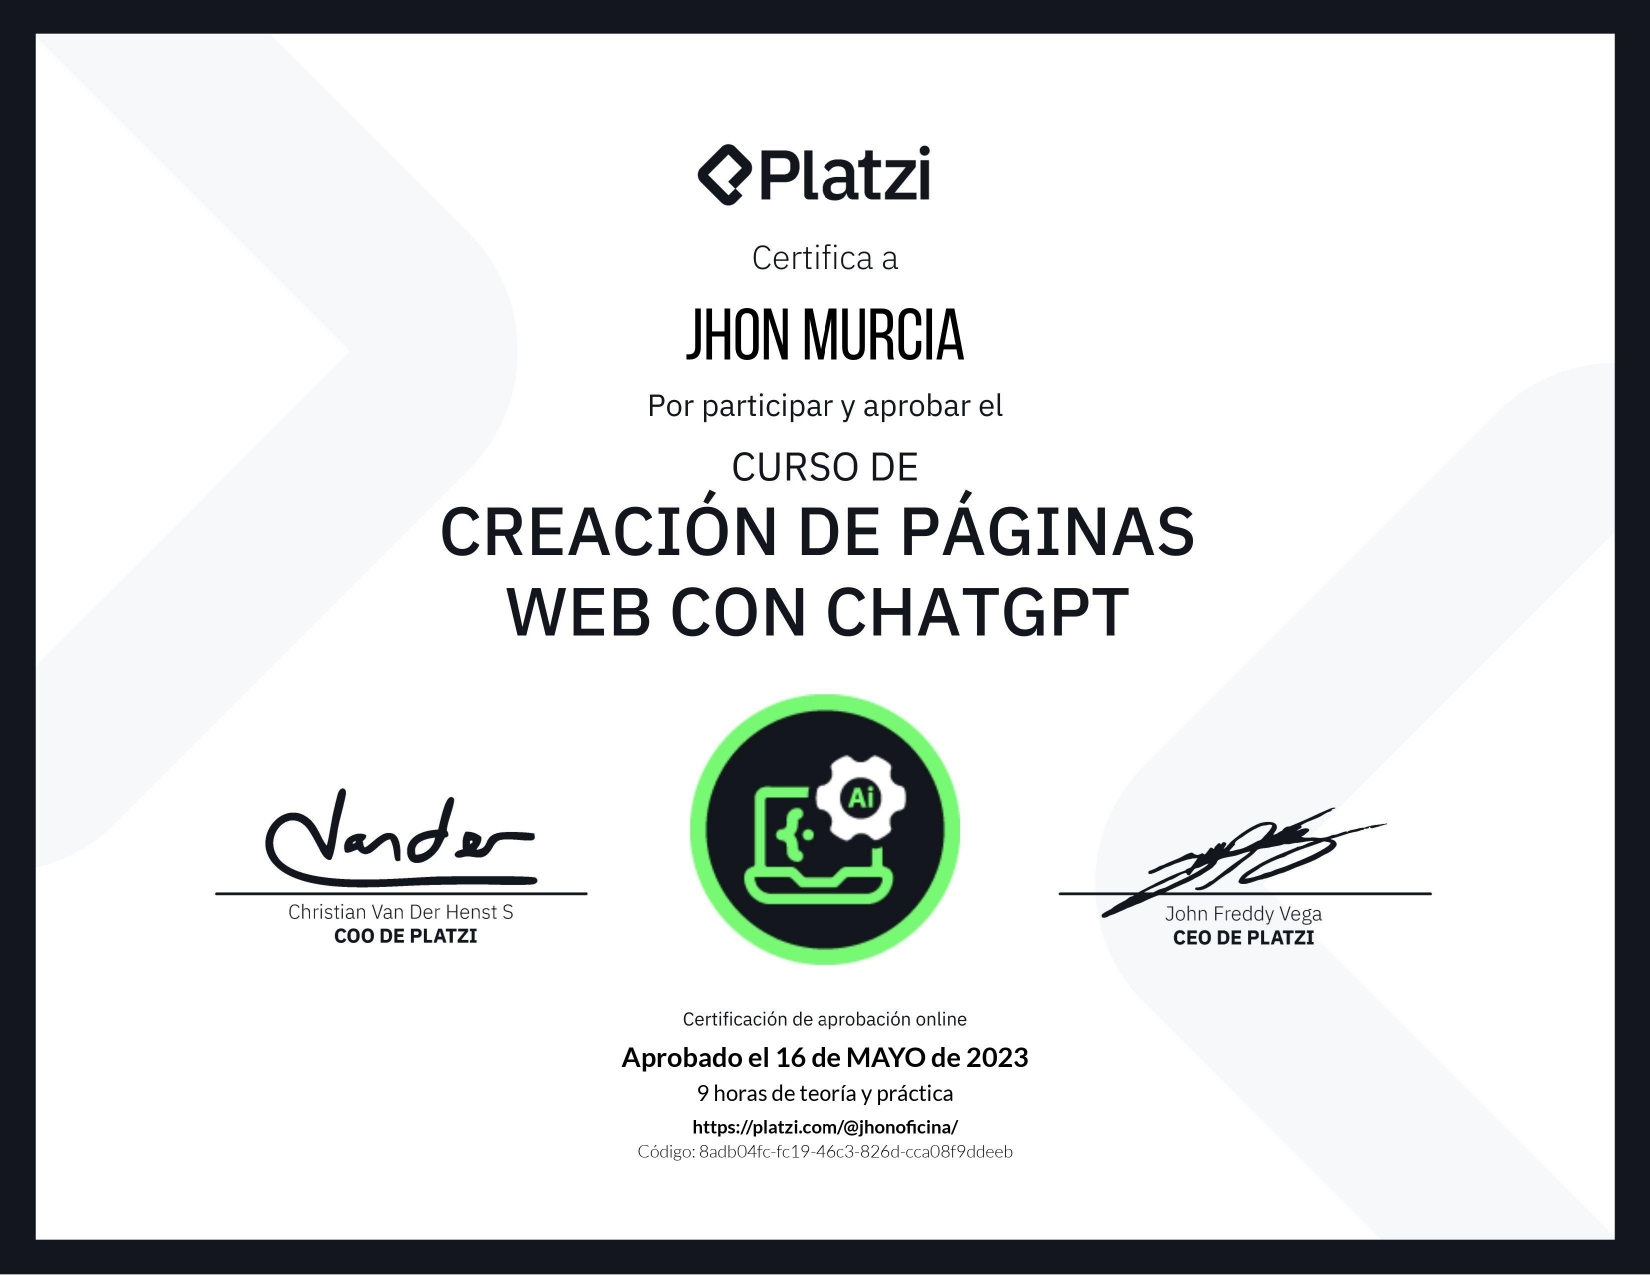 Platzi
Certifica a
JHON MURCIA
Por participar y aprobar el
CURSO DE
CREACIÓN DE PÁGINAS
WEB CON CHATGPT
Ai
Vander
Christian Van Der Henst S
COO DE PLATZI
John Freddy Vega
CEO DE PLATZI
Certificación de aprobación online
Aprobado el 16 de MAYO de 2023
9 horas de teoría y práctica
https://platzi.com/@jhonoficina/
Código: 8adb04fc-fc19-46c3-826d-cca08f9ddeeb